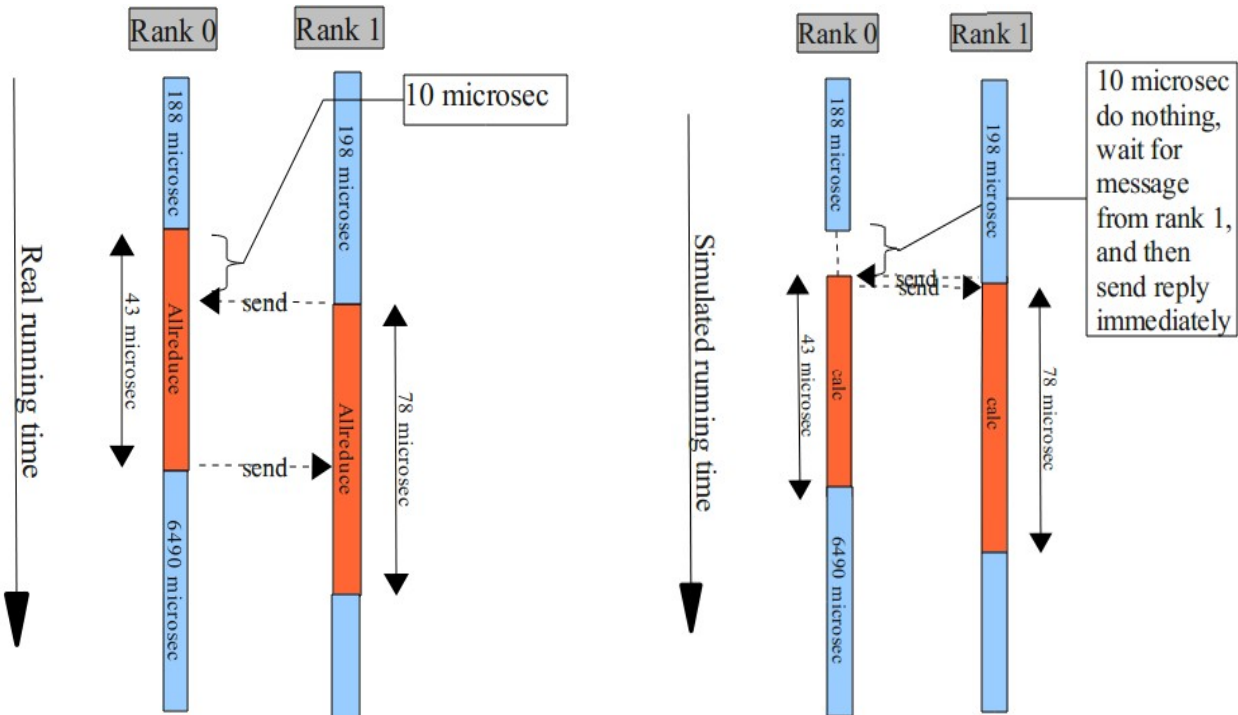 Rank 0
Rank 1
10 microsec
188 microsec
198 microsec
Real running time
43 microsec
Allreduce
send
Allreduce
78 microsec
send
6490 microsec
Rank 0
Rank 1
10 microsec
do nothing,
wait for
message
from rank 1,
and then
send reply
immediately
188 microsec
198 microsec
Simulated running time
send
send
43 microsec
calc
calc
78 microsec
6490 microsec